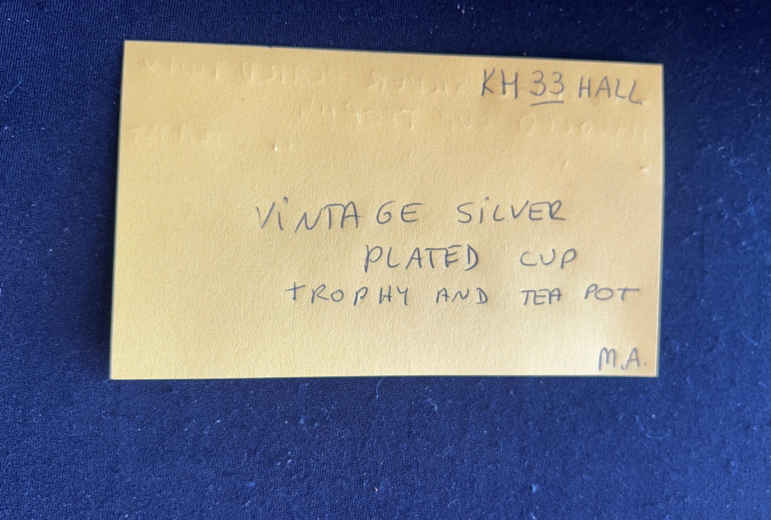 KH 33 HALL
ViNTAGE SiLVER
PLATED CUP
TROPHY AND TEA POT
M.A.